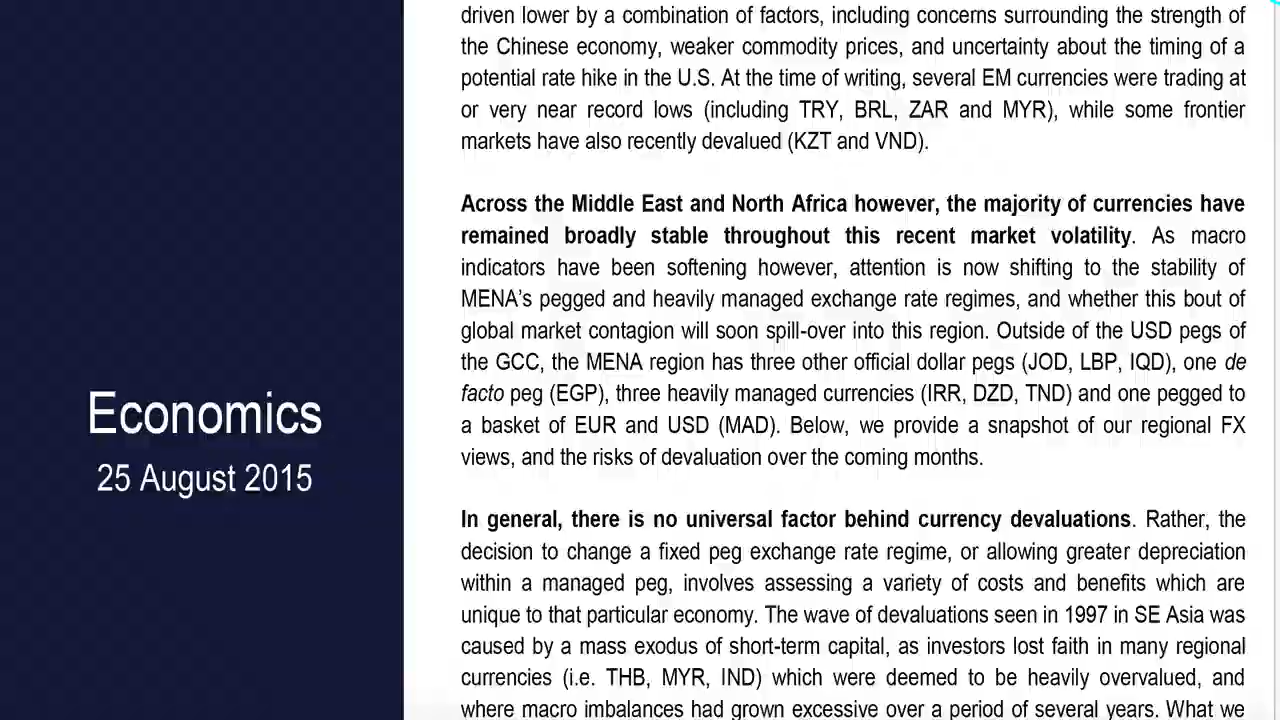 Economics
25 August 2015
driven lower by a combination of factors, including concerns surrounding the strength of
the Chinese economy, weaker commodity prices, and uncertainty about the timing of a
potential rate hike in the U.S. At the time of writing, several EM currencies were trading at
or very near record lows (including TRY, BRL, ZAR and MYR), while some frontier
markets have also recently devalued (KZT and VND).
Across the Middle East and North Africa however, the majority of currencies have
remained broadly stable throughout this recent market volatility. As macro
indicators have been softening however, attention is now shifting to the stability of
MENA’s pegged and heavily managed exchange rate regimes, and whether this bout of
global market contagion will soon spill-over into this region. Outside of the USD pegs of
the GCC, the MENA region has three other official dollar pegs (JOD, LBP, IQD), one de
facto peg (EGP), three heavily managed currencies (IRR, DZD, TND) and one pegged to
a basket of EUR and USD (MAD). Below, we provide a snapshot of our regional FX
views, and the risks of devaluation over the coming months.
In general, there is no universal factor behind currency devaluations. Rather, the
decision to change a fixed peg exchange rate regime, or allowing greater depreciation
within a managed peg, involves assessing a variety of costs and benefits which are
unique to that particular economy. The wave of devaluations seen in 1997 in SE Asia was
caused by a mass exodus of short-term capital, as investors lost faith in many regional
currencies (i.e. THB, MYR, IND) which were deemed to be heavily overvalued, and
where macro imbalances had grown excessive over a period of several years. What we